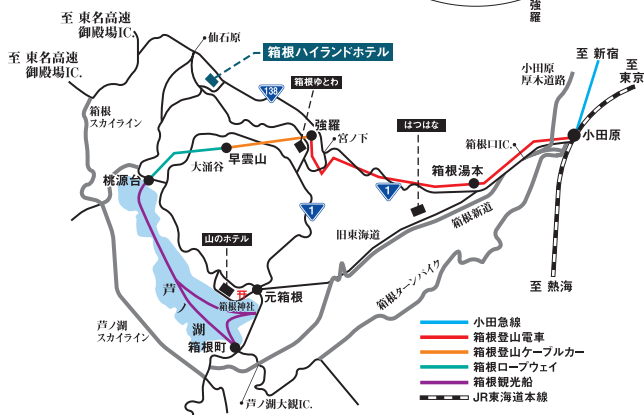 強羅
至 東名高速
御殿場IC.
仙石原
至 東名高速
御殿場IC.
箱根ハイランドホテル
138
箱根ゆとわ
小田原
厚木道路
至 新宿
至
東京
箱根
スカイライン
強羅
宮ノ下
はつはな
箱根口IC.
小田原
大涌谷
早雲山
桃源台
箱根湯本
1
1
旧東海道
箱根新道
山のホテル
元箱根
箱根神社
箱根ターンパイク
至 熱海
芦ノ湖
芦ノ湖
スカイライン
箱根町
芦ノ湖大観IC.
小田急線
箱根登山電車
箱根登山ケーブルカー
箱根ロープウェイ
箱根観光船
JR東海道本線